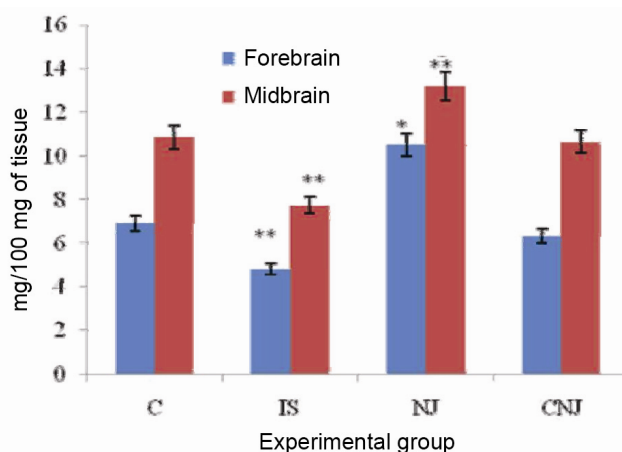 16
14
12
10
8
6
4
2
0
mg/100 mg of tissue
Forebrain
Midbrain
**
**
*
**
C IS NJ CNJ
Experimental group